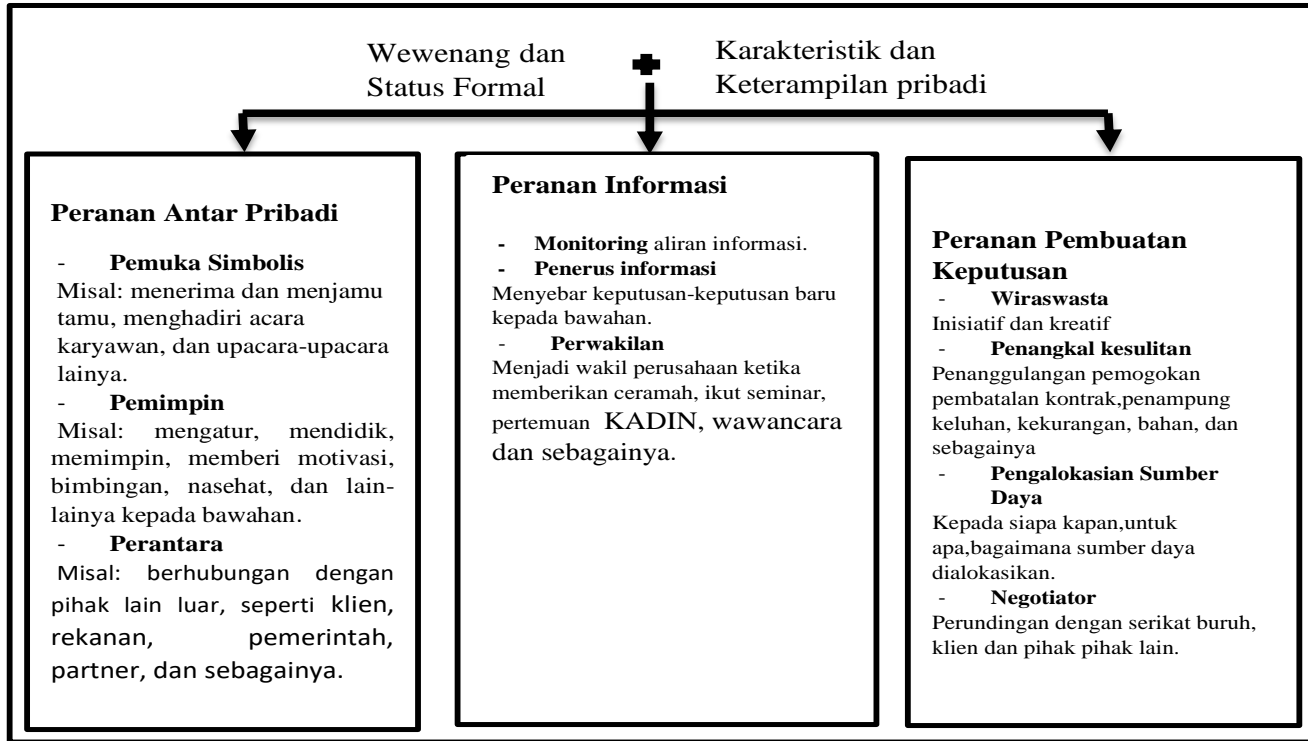 Wewenang dan
Status Formal
Karakteristik dan
Keterampilan pribadi
Peranan Antar Pribadi
- Pemuka Simbolis
Misal: menerima dan menjamu
tamu, menghadiri acara
karyawan, dan upacara-upacara
lainya.
- Pemimpin
Misal: mengatur, mendidik,
memimpin, memberi motivasi,
bimbingan, nasehat, dan lain-
lainya kepada bawahan.
- Perantara
Misal: berhubungan dengan
pihak lain luar, seperti klien,
rekanan, pemerintah,
partner, dan sebagainya.
Peranan Informasi
- Monitoring aliran informasi.
- Penerus informasi
Menyebar keputusan-keputusan baru
kepada bawahan.
- Perwakilan
Menjadi wakil perusahaan ketika
memberikan ceramah, ikut seminar,
pertemuan KADIN, wawancara
dan sebagainya.
Peranan Pembuatan
Keputusan
- Wiraswasta
Inisiatif dan kreatif
- Penangkal kesulitan
Penanggulangan pemogokan
pembatalan kontrak,penampung
keluhan, kekurangan, bahan, dan
sebagainya
- Pengalokasian Sumber
Daya
Kepada siapa kapan,untuk
apa,bagaimana sumber daya
dialokasikan.
- Negotiator
Perundingan dengan serikat buruh,
klien dan pihak pihak lain.